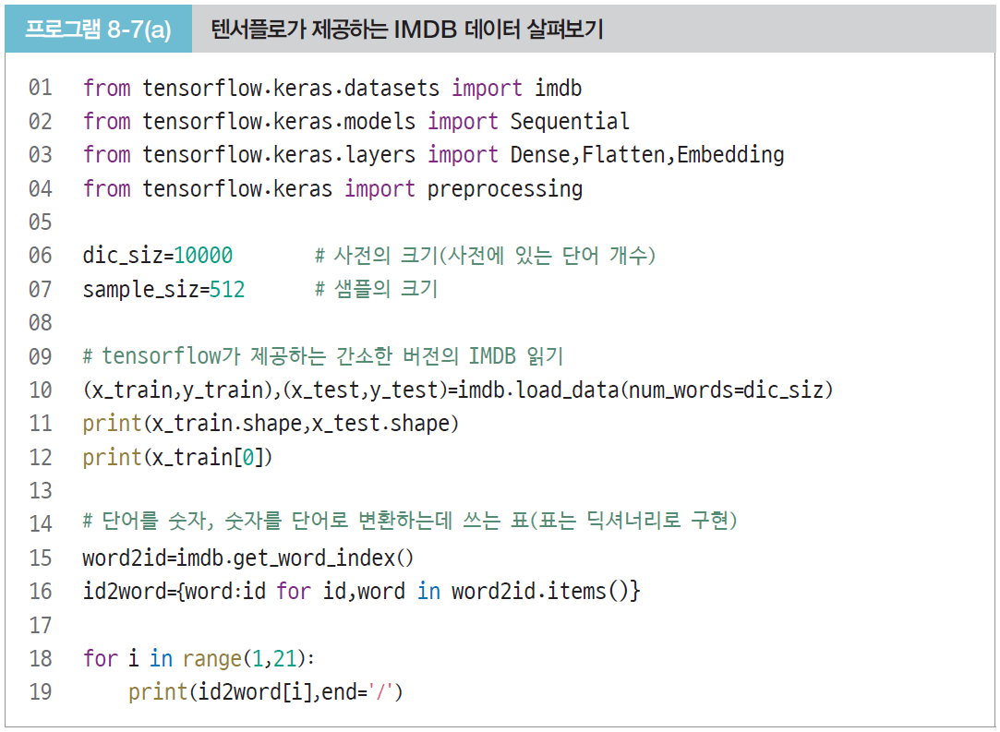 프로그램 8-7(a) 텐서플로가 제공하는 IMDB 데이터 살펴보기
01 from tensorflow.keras.datasets import imdb
02 from tensorflow.keras.models import Sequential
03 from tensorflow.keras.layers import Dense,Flatten,Embedding
04 from tensorflow.keras import preprocessing
05
06 dic_siz=10000 # 사전의 크기(사전에 있는 단어 개수)
07 sample_siz=512 # 샘플의 크기
08
09 # tensorflow가 제공하는 간소한 버전의 IMDB 읽기
10 (x_train,y_train),(x_test,y_test)=imdb.load_data(num_words=dic_siz)
11 print(x_train.shape,x_test.shape)
12 print(x_train[0])
13
14 # 단어를 숫자, 숫자를 단어로 변환하는데 쓰는 표(표는 딕셔너리로 구현)
15 word2id=imdb.get_word_index()
16 id2word={word:id for id,word in word2id.items()}
17
18 for i in range(1,21):
19     print(id2word[i],end='/')